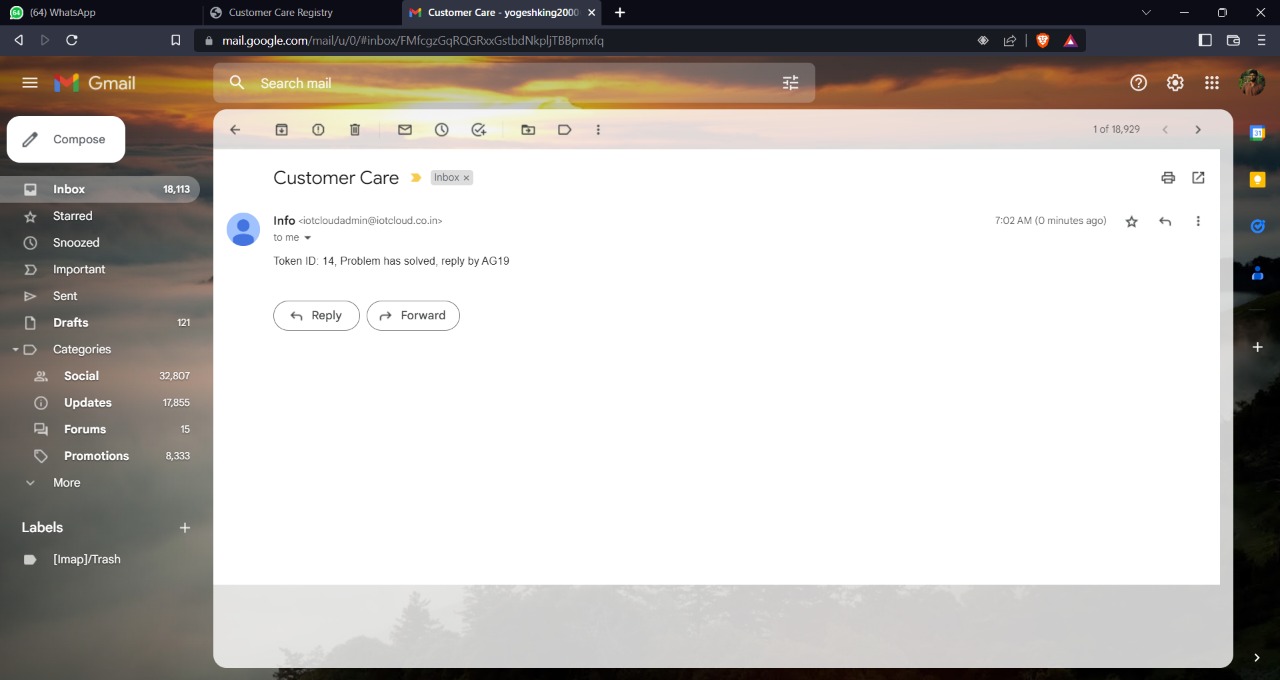 (64) WhatsApp
Customer Care Registry
Customer Care - yogeshking2000
mail.google.com/mail/u/0/#inbox/FMfcgzGqRQGRxxGstbdNkpljTBBpmxfq
Gmail
Search mail
Compose
1 of 18,929
Inbox 18,113
Starred
Snoozed
Important
Sent
Drafts 121
Categories
Social 32,807
Updates 17,855
Forums 15
Promotions 8,333
More
Labels
[Imap]/Trash
Customer Care
Inbox x
Info <iotcloudadmin@iotcloud.co.in>
7:02 AM (0 minutes ago)
to me
Token ID: 14, Problem has solved, reply by AG19
Reply
Forward